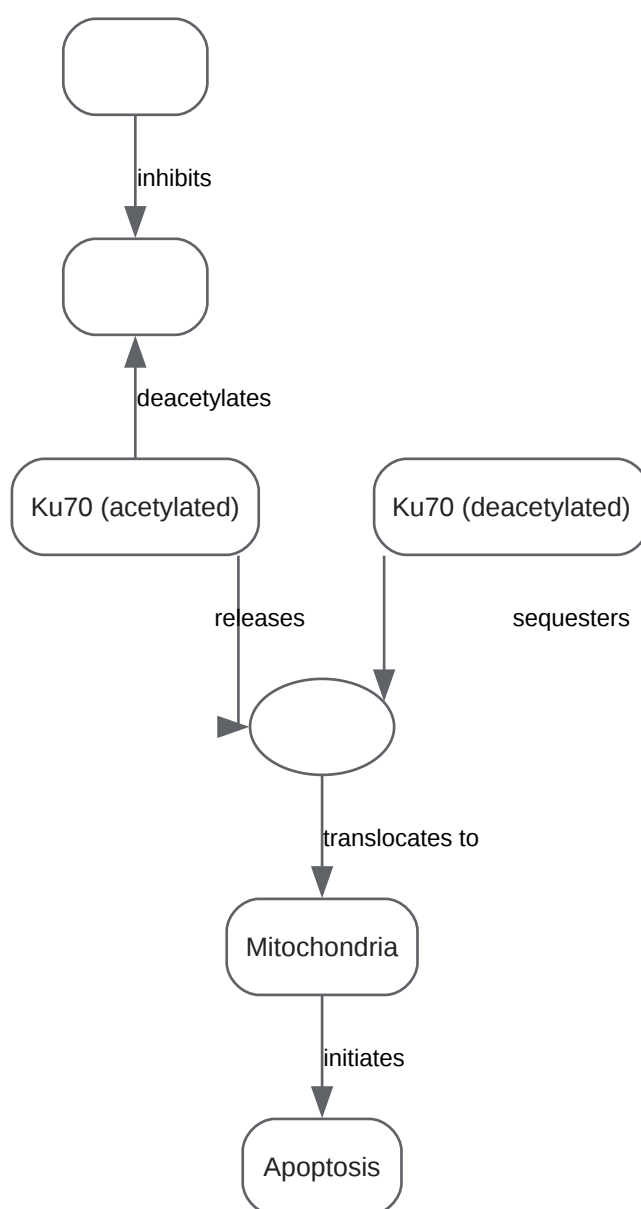 inhibits
deacetylates
Ku70 (acetylated)
Ku70 (deacetylated)
releases
sequesters
translocates to
Mitochondria
initiates
Apoptosis